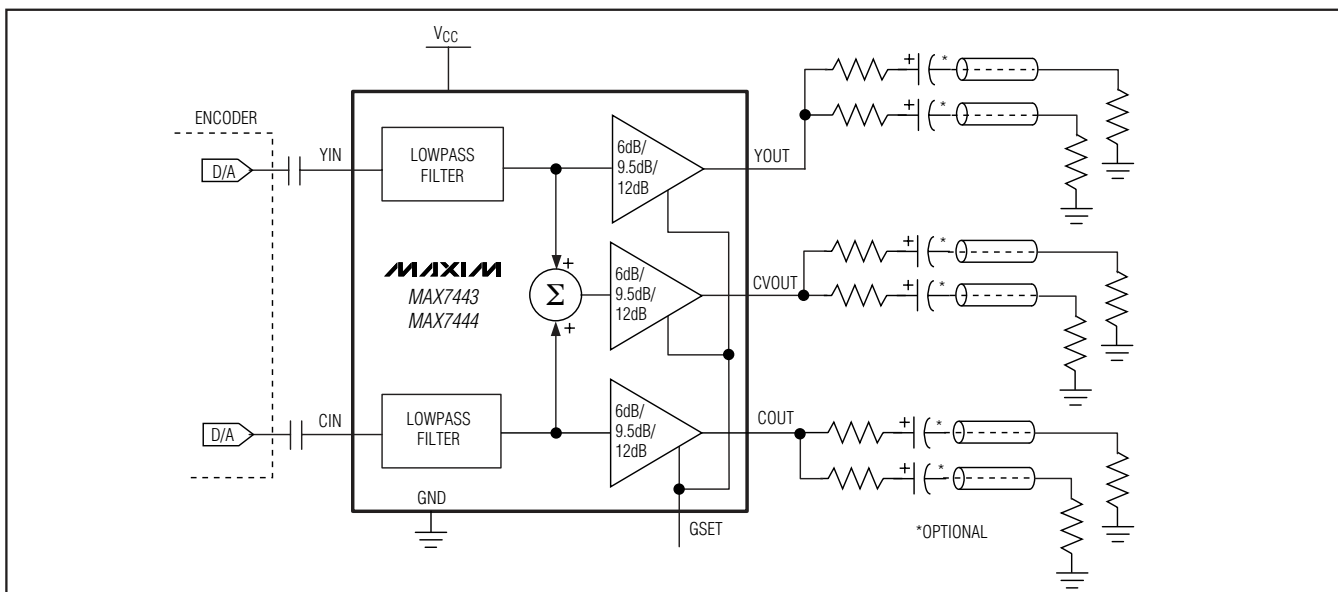 VCC
ENCODER
D/A
YIN
LOWPASS
FILTER
6dB/
9.5dB/
12dB
YOUT
+
*
+
*
MAXIM
MAX7443
MAX7444
+
Σ
+
6dB/
9.5dB/
12dB
CVOUT
+
*
+
*
D/A
CIN
LOWPASS
FILTER
6dB/
9.5dB/
12dB
COUT
+
*
+
*
GND
GSET
*OPTIONAL